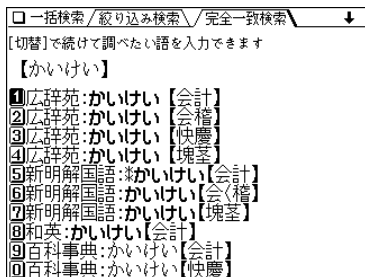 一括検索/絞り込み検索\/完全一致検索\ ↓
[切替]で続けて調べたい語を入力できます
【かいけい】
1広辞苑:かいけい【会計】
2広辞苑:かいけい【会稽】
3広辞苑:かいけい【快慶】
4広辞苑:かいけい【塊茎】
5新明解国語:*かいけい【会計】
6新明解国語:かいけい【会〈稽】
7新明解国語:かいけい【塊茎】
8和英:かいけい【会計】
9百科事典:かいけい【会計】
0百科事典:かいけい【快慶】